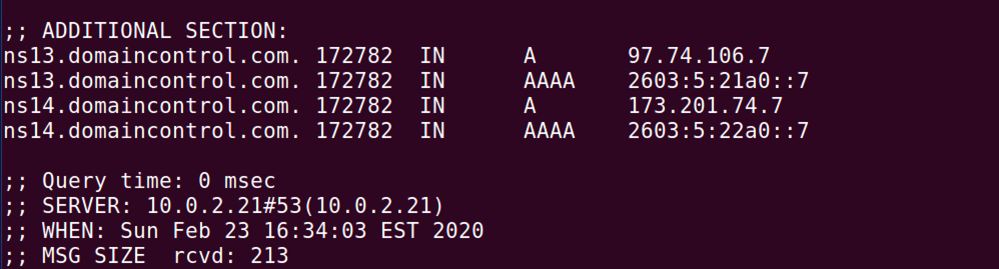 ;; ADDITIONAL SECTION:
ns13.domaincontrol.com. 172782 IN A 97.74.106.7
ns13.domaincontrol.com. 172782 IN AAAA 2603:5:21a0::7
ns14.domaincontrol.com. 172782 IN A 173.201.74.7
ns14.domaincontrol.com. 172782 IN AAAA 2603:5:22a0::7
;; Query time: 0 msec
;; SERVER: 10.0.2.21#53(10.0.2.21)
;; WHEN: Sun Feb 23 16:34:03 EST 2020
;; MSG SIZE  rcvd: 213